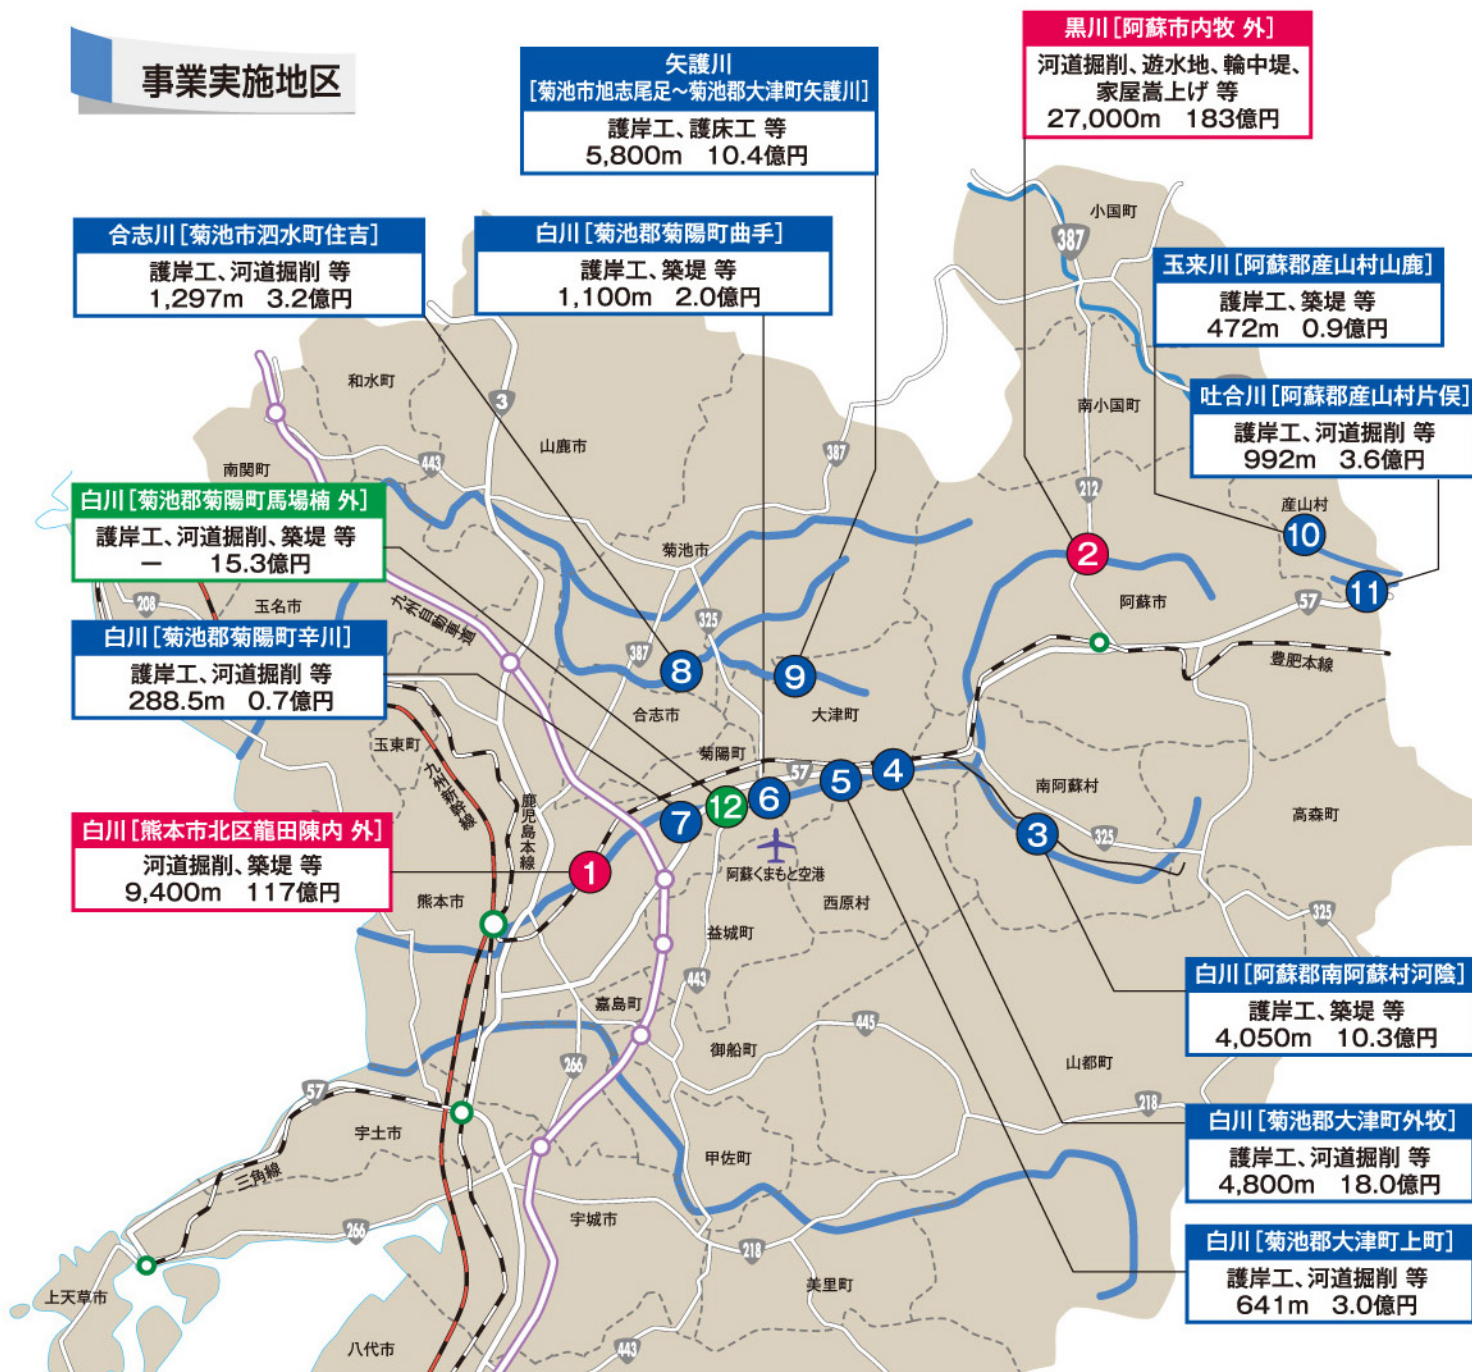 事業実施地区
矢護川
[菊池市旭志尾足～菊池郡大津町矢護川]
護岸工、護床工 等
5,800m 10.4億円
黒川[阿蘇市内牧 外]
河道掘削、遊水地、輪中堤、
家屋嵩上げ 等
27,000m 183億円
合志川[菊池市泗水町住吉]
護岸工、河道掘削 等
1,297m 3.2億円
白川[菊池郡菊陽町曲手]
護岸工、築堤 等
1,100m 2.0億円
玉来川[阿蘇郡産山村山鹿]
護岸工、築堤 等
472m 0.9億円
吐合川[阿蘇郡産山村片俣]
護岸工、河道掘削 等
992m 3.6億円
白川[菊池郡菊陽町馬場楠 外]
護岸工、河道掘削、築堤 等
ー 15.3億円
白川[菊池郡菊陽町辛川]
護岸工、河道掘削 等
288.5m 0.7億円
白川[熊本市北区龍田陳内 外]
河道掘削、築堤 等
9,400m 117億円
白川[阿蘇郡南阿蘇村河陰]
護岸工、築堤 等
4,050m 10.3億円
白川[菊池郡大津町外牧]
護岸工、河道掘削 等
4,800m 18.0億円
白川[菊池郡大津町上町]
護岸工、河道掘削 等
641m 3.0億円
小国町
387
和水町
3
山鹿市
南小国町
443
387
南関町
212
産山村
10
菊池市
2
11
208
玉名市
九州自動車道
325
阿蘇市
57
387
8
9
豊肥本線
合志市
大津町
玉東町
菊陽町
57
5
4
南阿蘇村
九州新幹線
鹿児島本線
7
12
6
3
325
高森町
1
阿蘇くまもと空港
熊本市
西原村
益城町
325
443
嘉島町
445
御船町
266
山都町
57
218
宇土市
甲佐町
三角線
宇城市
266
218
美里町
上天草市
八代市
443